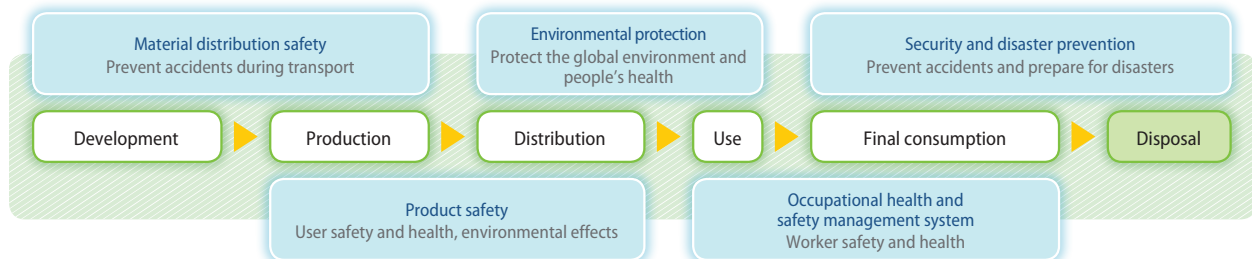 Material distribution safety
Prevent accidents during transport
Environmental protection
Protect the global environment and
people’s health
Security and disaster prevention
Prevent accidents and prepare for disasters
Development
Production
Distribution
Use
Final consumption
Disposal
Product safety
User safety and health, environmental effects
Occupational health and
safety management system
Worker safety and health